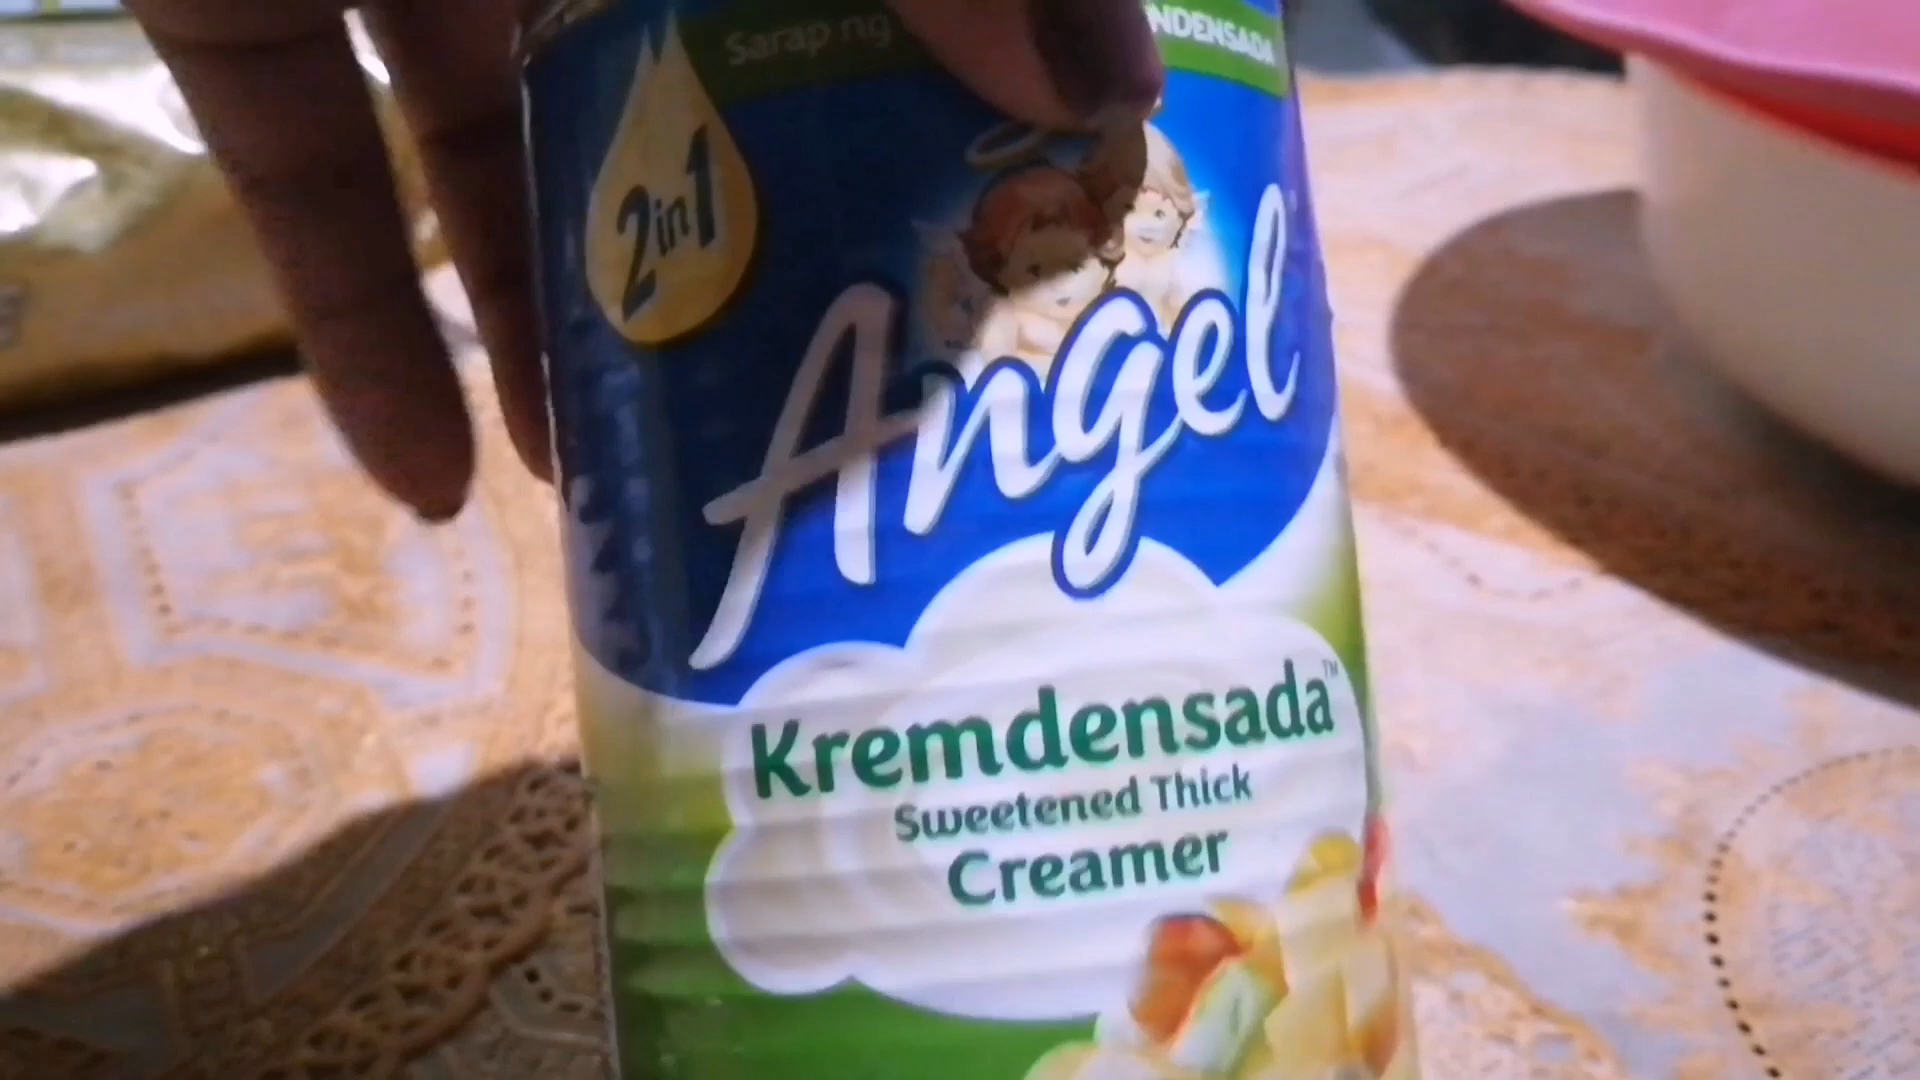 Sarap ng
NDENSADA
2in1
Angel
Kremdensada™
Sweetened Thick
Creamer